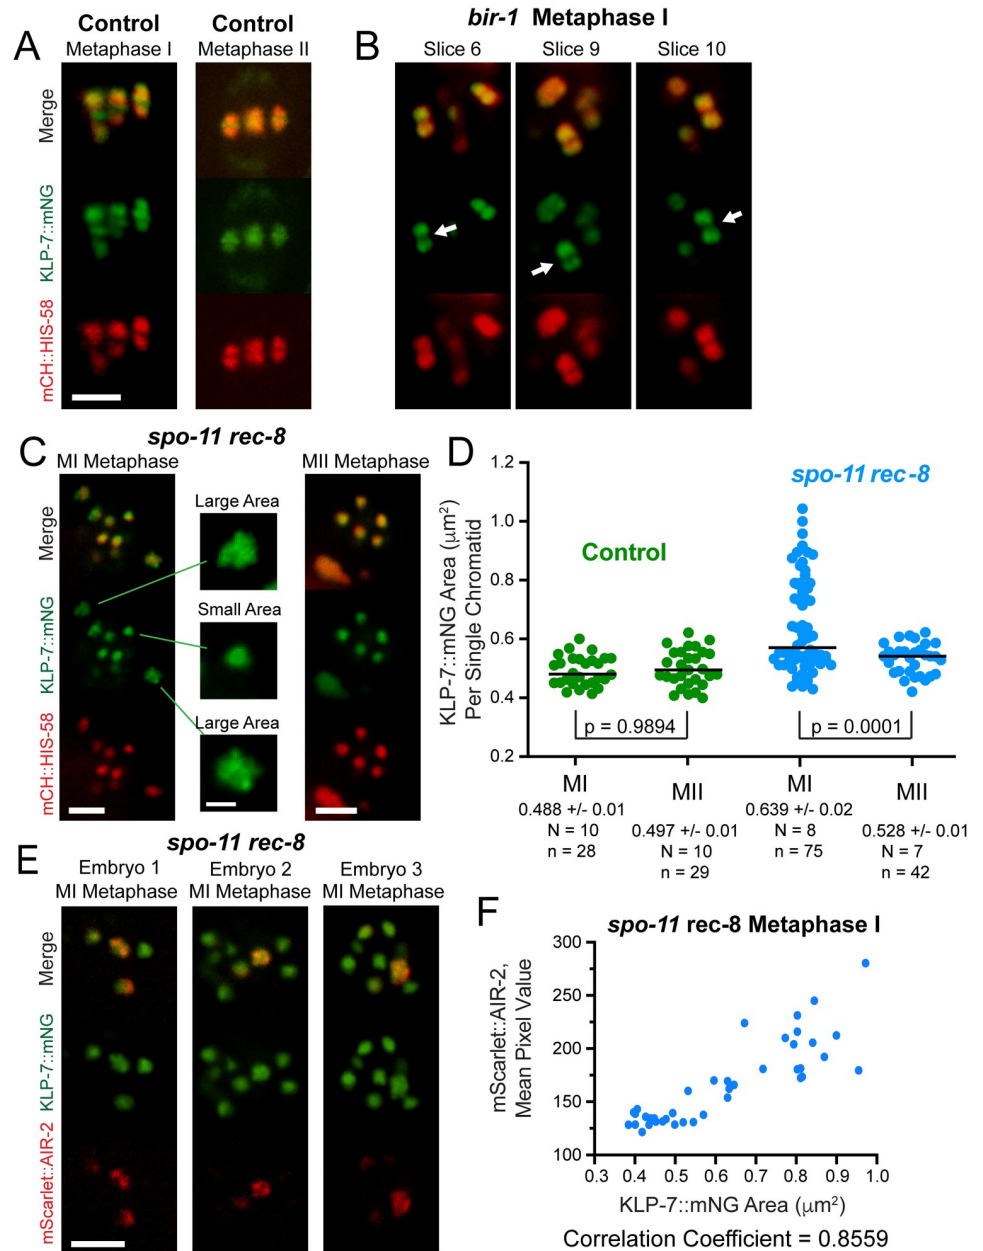 A
Control
Metaphase I
Control
Metaphase II
B
bir-1 Metaphase I
Slice 6
Slice 9
Slice 10
Merge
KLP-7::mNG
mCH::HIS-58
C
spo-11 rec-8
MI Metaphase
MII Metaphase
Large Area
Small Area
Large Area
Merge
KLP-7::mNG
mCH::HIS-58
D
KLP-7::mNG Area (μm²)
Per Single Chromatid
1.2
1.0
0.8
0.6
0.4
0.2
Control
spo-11 rec-8
p = 0.9894
p = 0.0001
MI
0.488 +/- 0.01
N = 10
n = 28
MII
0.497 +/- 0.01
N = 10
n = 29
MI
0.639 +/- 0.02
N = 8
n = 75
MII
0.528 +/- 0.01
N = 7
n = 42
E
spo-11 rec-8
Embryo 1
MI Metaphase
Embryo 2
MI Metaphase
Embryo 3
MI Metaphase
Merge
KLP-7::mNG
mScarlet::AIR-2
F
spo-11 rec-8 Metaphase I
mScarlet::AIR-2,
Mean Pixel Value
300
250
200
150
100
0.3 0.4 0.5 0.6 0.7 0.8 0.9 1.0
KLP-7::mNG Area (μm²)
Correlation Coefficient = 0.8559